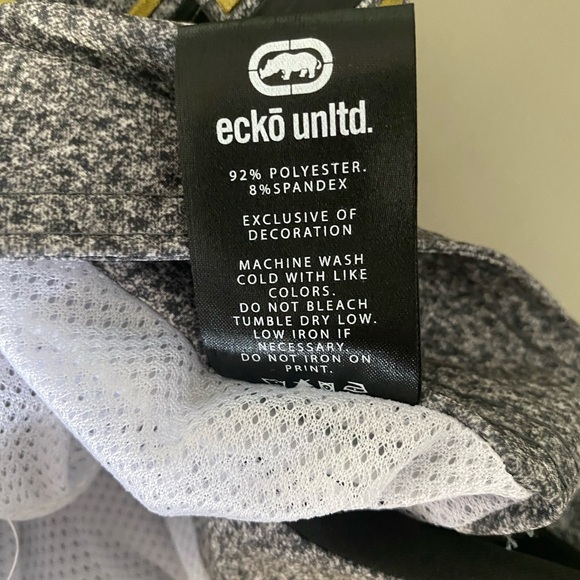 eckō unltd.
92% POLYESTER.
8%SPANDEX
EXCLUSIVE OF
DECORATION
MACHINE WASH
COLD WITH LIKE
COLORS.
DO NOT BLEACH
TUMBLE DRY LOW.
LOW IRON IF
NECESSARY.
DO NOT IRON ON
PRINT.